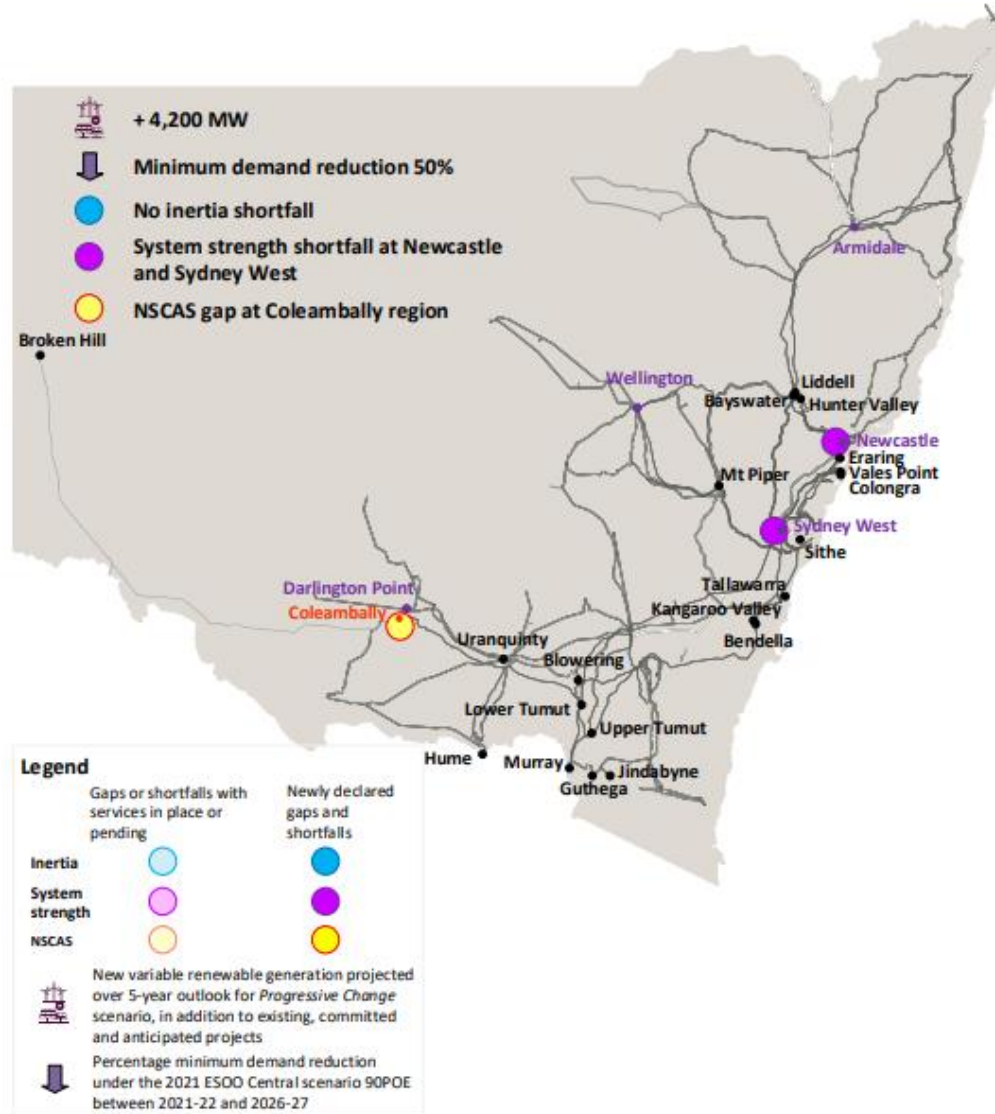 + 4,200 MW
Minimum demand reduction 50%
No inertia shortfall
System strength shortfall at Newcastle
and Sydney West
NSCAS gap at Coleambally region
Broken Hill
Armidale
Wellington
Liddell
Bayswater
Hunter Valley
Newcastle
Eraring
Vales Point
Colongra
Mt Piper
Sydney West
Sithe
Tallawarra
Kangaroo Valley
Bendella
Darlington Point
Coleambally
Uranquinty
Blowering
Lower Tumut
Upper Tumut
Hume
Murray
Jindabyne
Guthega
Legend
Gaps or shortfalls with
services in place or
pending
Newly declared
gaps and
shortfalls
Inertia
System
strength
NSCAS
New variable renewable generation projected
over 5-year outlook for Progressive Change
scenario, in addition to existing, committed
and anticipated projects
Percentage minimum demand reduction
under the 2021 ESOO Central scenario 90POE
between 2021-22 and 2026-27